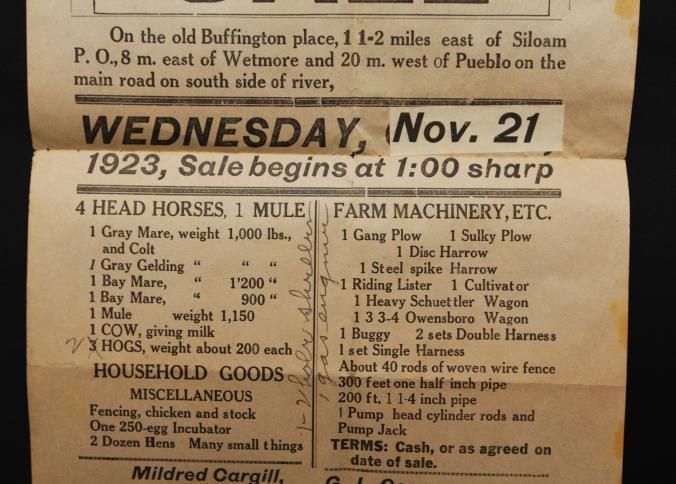 SALE
On the old Buffington place, 1 1-2 miles east of Siloam
P. O., 8 m. east of Wetmore and 20 m. west of Pueblo on the
main road on south side of river,
WEDNESDAY, Nov. 21,
1923, Sale begins at 1:00 sharp
4 HEAD HORSES, 1 MULE
1 Gray Mare, weight 1,000 lbs.,
and Colt
1 Gray Gelding " " "
1 Bay Mare, " 1'200 "
1 Bay Mare, " 900 "
1 Mule weight 1,150
1 COW, giving milk
3 HOGS, weight about 200 each
HOUSEHOLD GOODS
MISCELLANEOUS
Fencing, chicken and stock
One 250-egg Incubator
2 Dozen Hens Many small things
1 - 2 hole sheller
1 gas engine
FARM MACHINERY, ETC.
1 Gang Plow 1 Sulky Plow
1 Disc Harrow
1 Steel spike Harrow
1 Riding Lister 1 Cultivator
1 Heavy Schuettler Wagon
1 3 3-4 Owensboro Wagon
1 Buggy 2 sets Double Harness
1 set Single Harness
About 40 rods of woven wire fence
300 feet one half inch pipe
200 ft. 1 1-4 inch pipe
1 Pump head cylinder rods and
Pump Jack
TERMS: Cash, or as agreed on
date of sale.
Mildred Cargill,